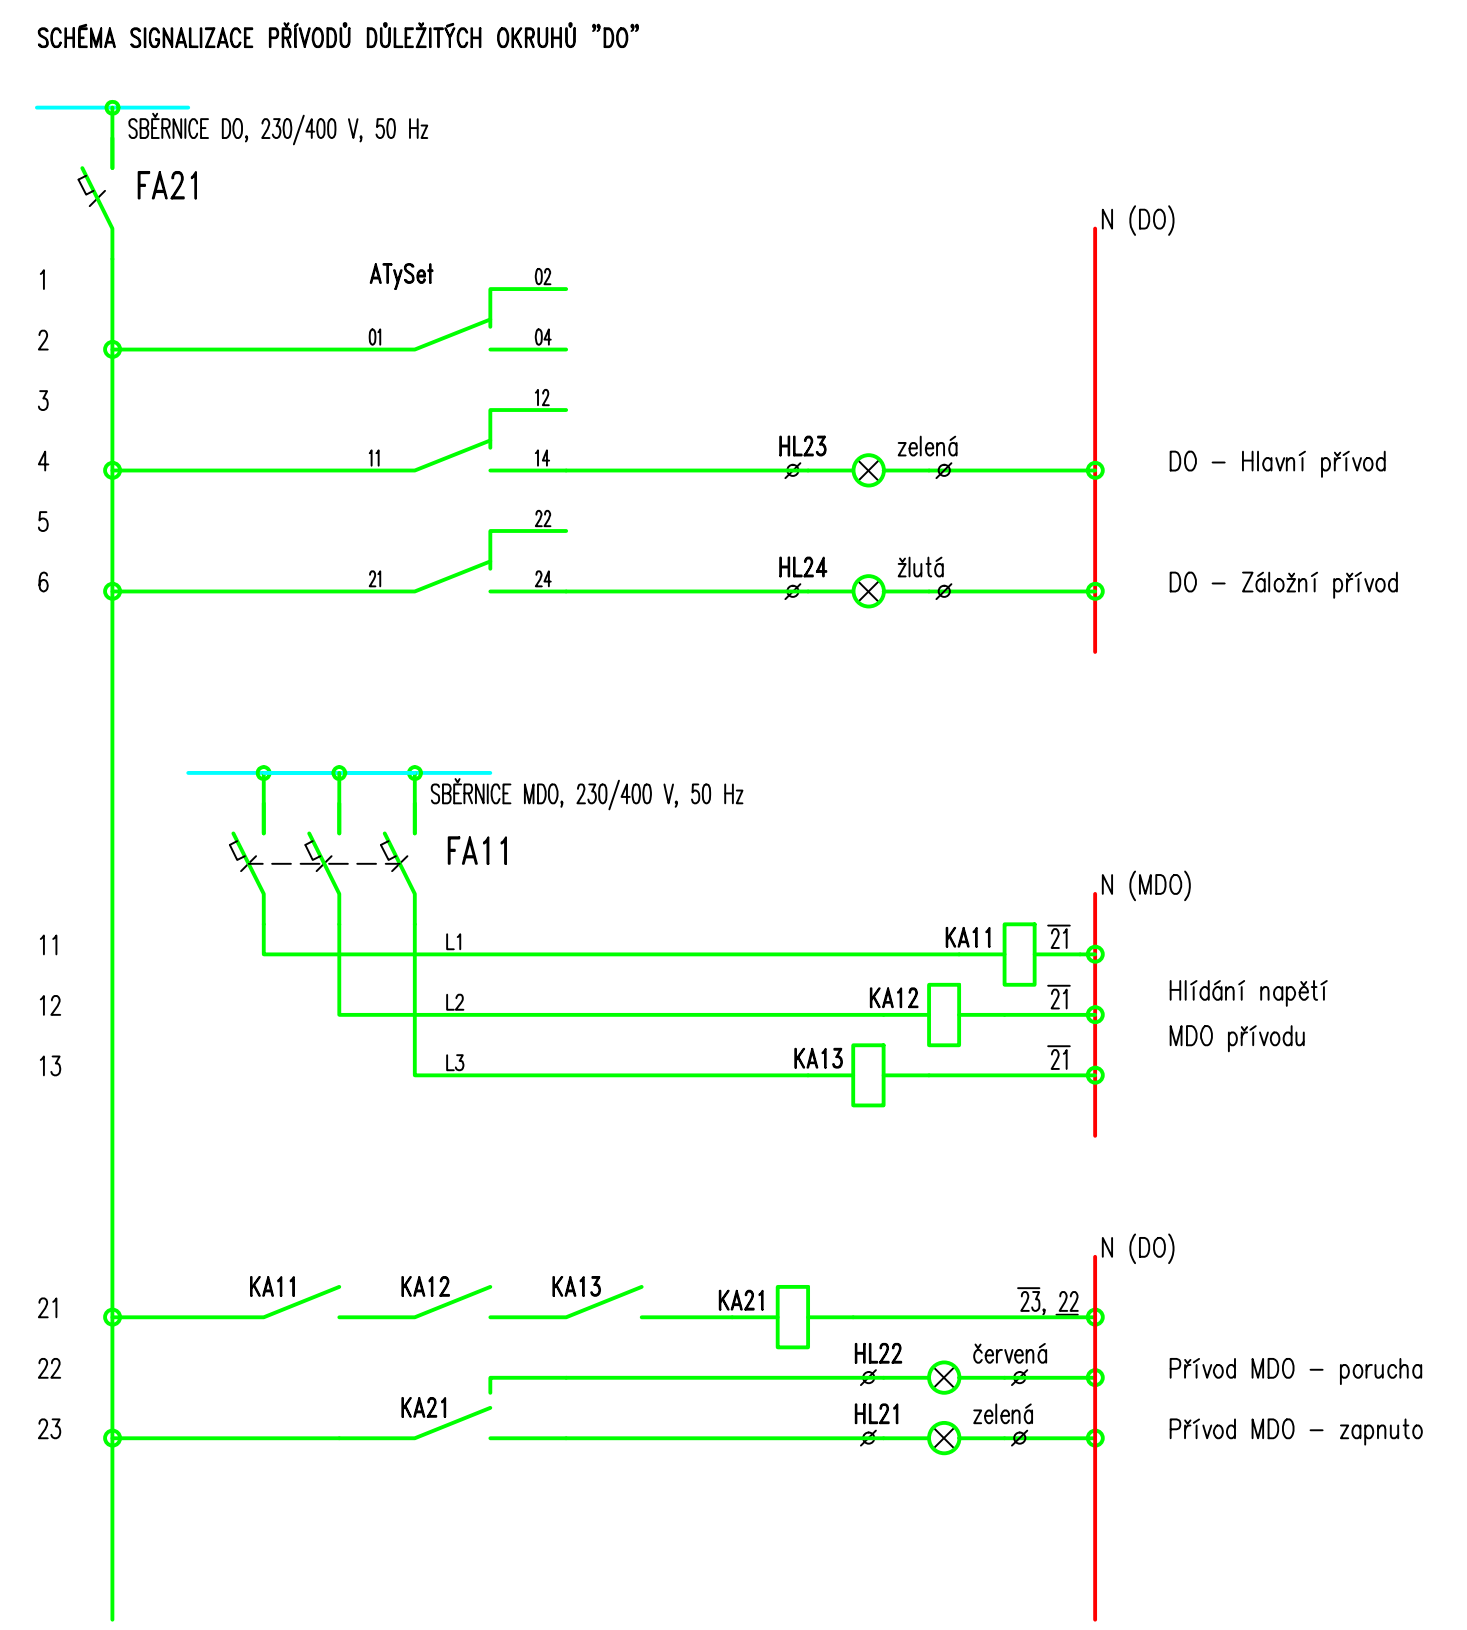 SCHÉMA SIGNALIZACE PŘÍVODŮ DŮLEŽITÝCH OKRUHŮ "DO"
SBĚRNICE DO, 230/400 V, 50 Hz
FA21
N (DO)
1
ATySet
02
2
01
04
3
12
4
11
14
HL23
zelená
DO – Hlavní přívod
5
22
6
21
24
HL24
žlutá
DO – Záložní přívod
SBĚRNICE MDO, 230/400 V, 50 Hz
FA11
N (MDO)
11
L1
KA11
21
12
L2
KA12
21
Hlídání napětí
MDO přívodu
13
L3
KA13
21
N (DO)
21
KA11
KA12
KA13
KA21
23, 22
22
HL22
červená
Přívod MDO – porucha
23
KA21
HL21
zelená
Přívod MDO – zapnuto